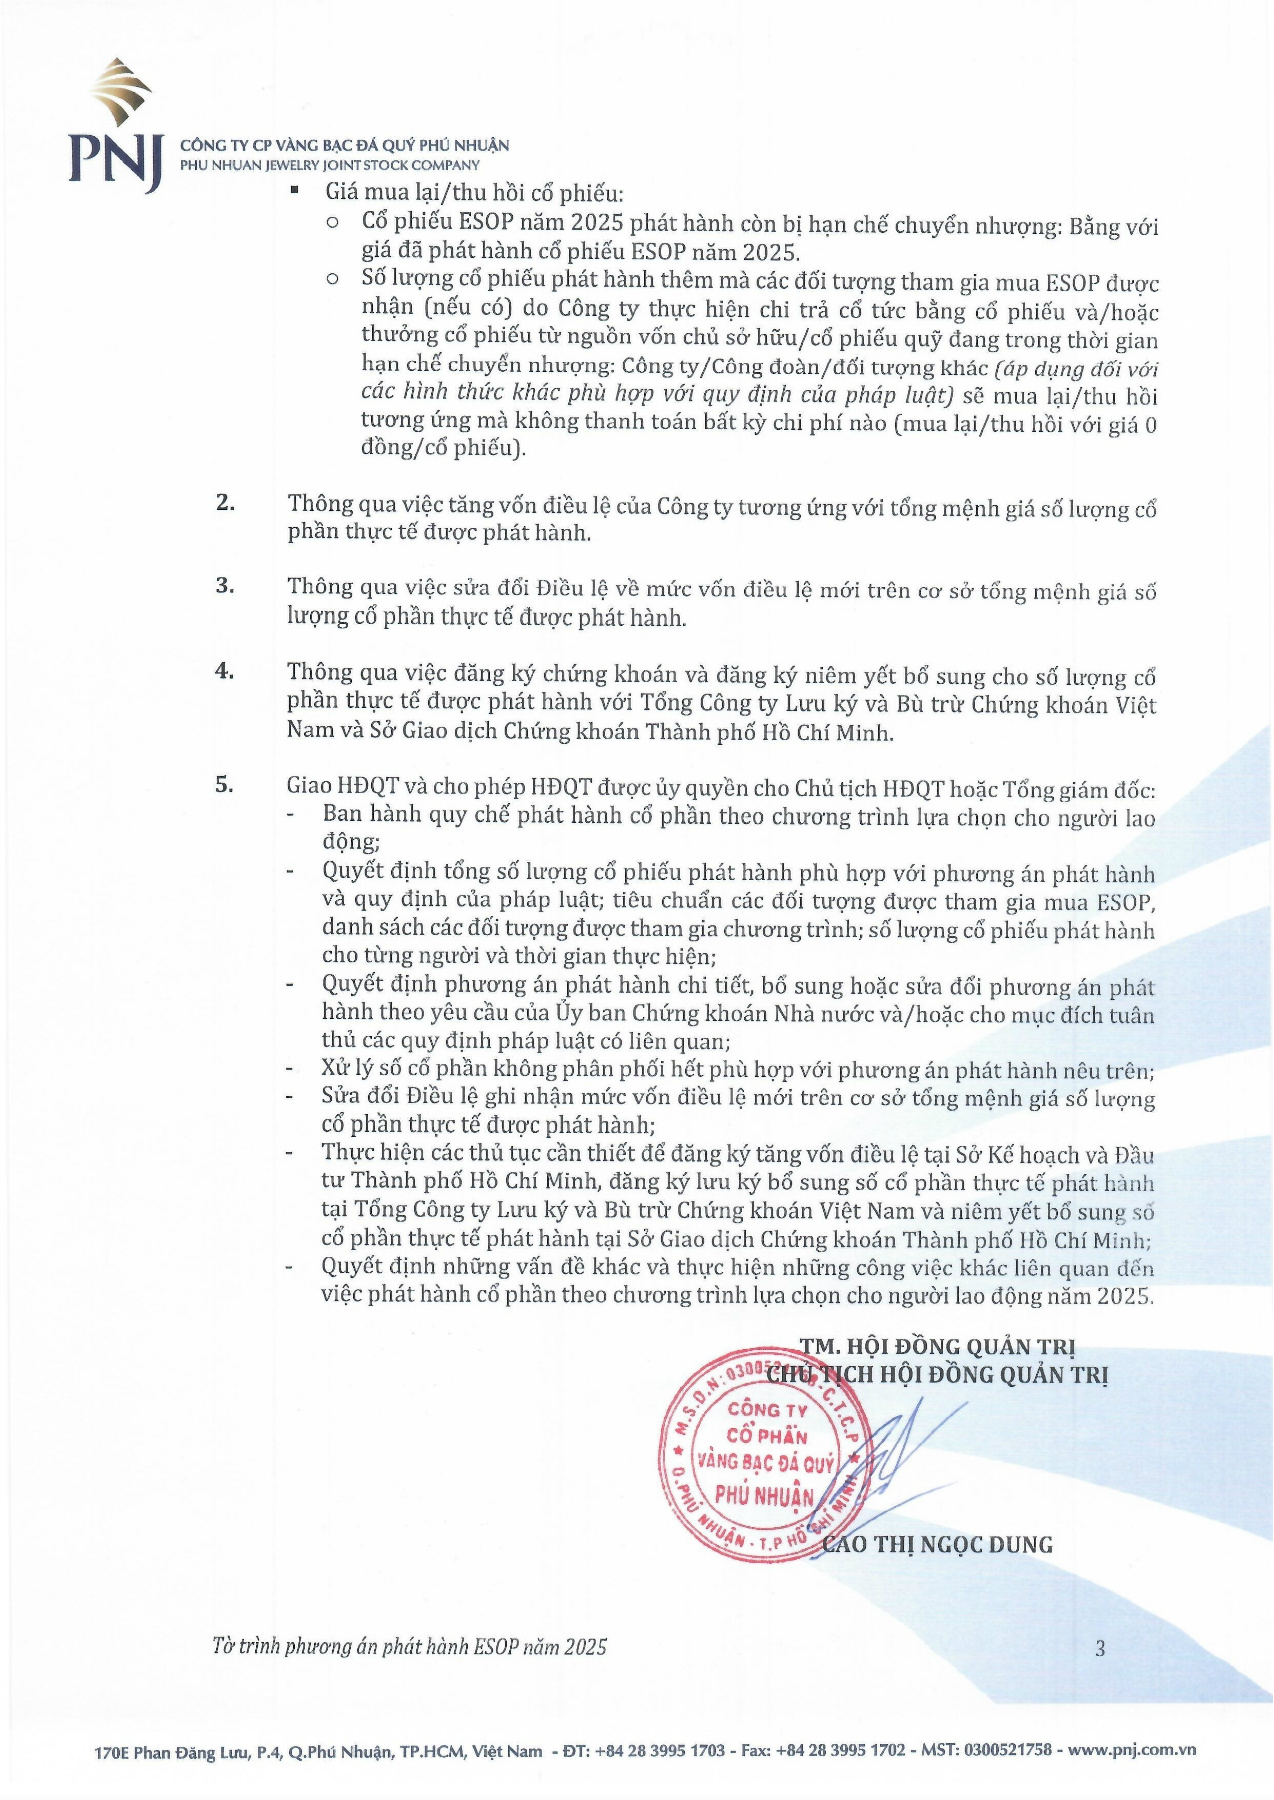 PNJ
CÔNG TY CP VÀNG BẠC ĐÁ QUÝ PHÚ NHUẬN
PHU NHUAN JEWELRY JOINT STOCK COMPANY
▪ Giá mua lại/thu hồi cổ phiếu:
o Cổ phiếu ESOP năm 2025 phát hành còn bị hạn chế chuyển nhượng: Bằng với
giá đã phát hành cổ phiếu ESOP năm 2025.
o Số lượng cổ phiếu phát hành thêm mà các đối tượng tham gia mua ESOP được
nhận (nếu có) do Công ty thực hiện chi trả cổ tức bằng cổ phiếu và/hoặc
thưởng cổ phiếu từ nguồn vốn chủ sở hữu/cổ phiếu quỹ đang trong thời gian
hạn chế chuyển nhượng: Công ty/Công đoàn/đối tượng khác (áp dụng đối với
các hình thức khác phù hợp với quy định của pháp luật) sẽ mua lại/thu hồi
tương ứng mà không thanh toán bất kỳ chi phí nào (mua lại/thu hồi với giá 0
đồng/cổ phiếu).
2. Thông qua việc tăng vốn điều lệ của Công ty tương ứng với tổng mệnh giá số lượng cổ
phần thực tế được phát hành.
3. Thông qua việc sửa đổi Điều lệ về mức vốn điều lệ mới trên cơ sở tổng mệnh giá số
lượng cổ phần thực tế được phát hành.
4. Thông qua việc đăng ký chứng khoán và đăng ký niêm yết bổ sung cho số lượng cổ
phần thực tế được phát hành với Tổng Công ty Lưu ký và Bù trừ Chứng khoán Việt
Nam và Sở Giao dịch Chứng khoán Thành phố Hồ Chí Minh.
5. Giao HĐQT và cho phép HĐQT được ủy quyền cho Chủ tịch HĐQT hoặc Tổng giám đốc:
- Ban hành quy chế phát hành cổ phần theo chương trình lựa chọn cho người lao
động;
- Quyết định tổng số lượng cổ phiếu phát hành phù hợp với phương án phát hành
và quy định của pháp luật; tiêu chuẩn các đối tượng được tham gia mua ESOP,
danh sách các đối tượng được tham gia chương trình; số lượng cổ phiếu phát hành
cho từng người và thời gian thực hiện;
- Quyết định phương án phát hành chi tiết, bổ sung hoặc sửa đổi phương án phát
hành theo yêu cầu của Ủy ban Chứng khoán Nhà nước và/hoặc cho mục đích tuân
thủ các quy định pháp luật có liên quan;
- Xử lý số cổ phần không phân phối hết phù hợp với phương án phát hành nêu trên;
- Sửa đổi Điều lệ ghi nhận mức vốn điều lệ mới trên cơ sở tổng mệnh giá số lượng
cổ phần thực tế được phát hành;
- Thực hiện các thủ tục cần thiết để đăng ký tăng vốn điều lệ tại Sở Kế hoạch và Đầu
tư Thành phố Hồ Chí Minh, đăng ký lưu ký bổ sung số cổ phần thực tế phát hành
tại Tổng Công ty Lưu ký và Bù trừ Chứng khoán Việt Nam và niêm yết bổ sung số
cổ phần thực tế phát hành tại Sở Giao dịch Chứng khoán Thành phố Hồ Chí Minh;
- Quyết định những vấn đề khác và thực hiện những công việc khác liên quan đến
việc phát hành cổ phần theo chương trình lựa chọn cho người lao động năm 2025.
TM. HỘI ĐỒNG QUẢN TRỊ
CHỦ TỊCH HỘI ĐỒNG QUẢN TRỊ
M.S.D.N: 0300521758-C.T.C.P
CÔNG TY
CỔ PHẦN
VÀNG BẠC ĐÁ QUÝ
PHÚ NHUẬN
Q.PHÚ NHUẬN - T.P HỒ CHÍ MINH
CAO THỊ NGỌC DUNG
Tờ trình phương án phát hành ESOP năm 2025 3
170E Phan Đăng Lưu, P.4, Q.Phú Nhuận, TP.HCM, Việt Nam - ĐT: +84 28 3995 1703 - Fax: +84 28 3995 1702 - MST: 0300521758 - www.pnj.com.vn